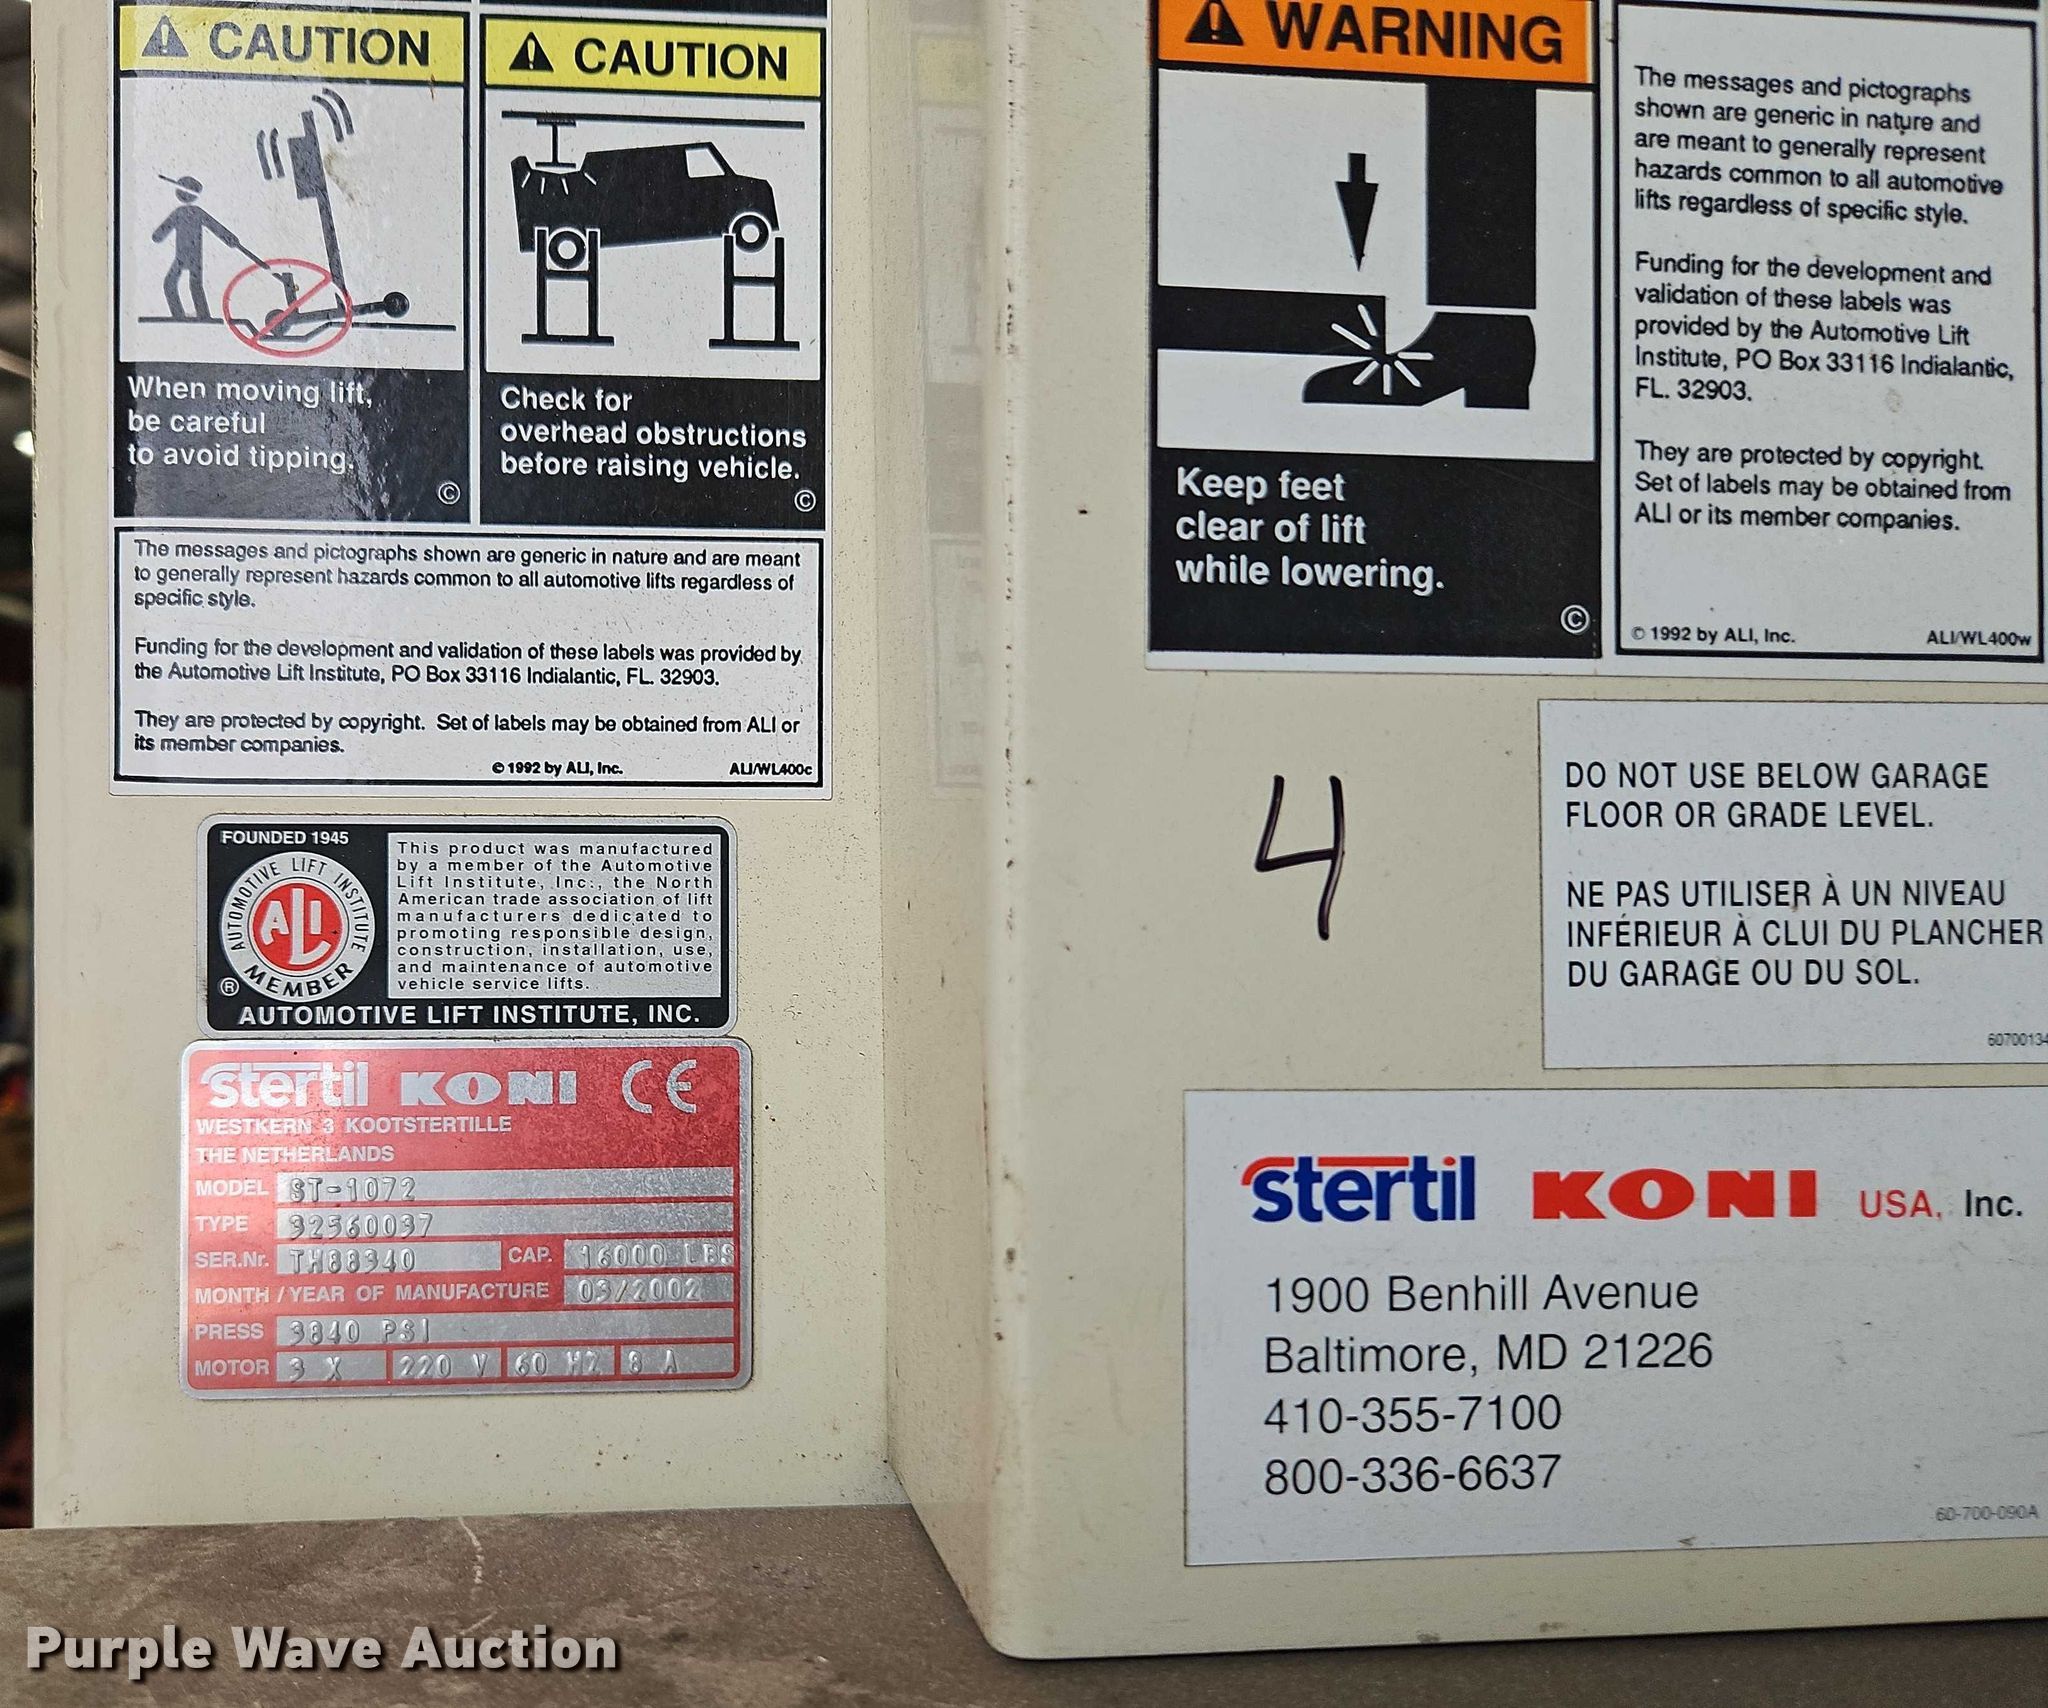 CAUTION
When moving lift,
be careful
to avoid tipping.
©
CAUTION
Check for
overhead obstructions
before raising vehicle.
©
The messages and pictographs shown are generic in nature and are meant
to generally represent hazards common to all automotive lifts regardless of
specific style.
Funding for the development and validation of these labels was provided by
the Automotive Lift Institute, PO Box 33116 Indialantic, FL. 32903.
They are protected by copyright. Set of labels may be obtained from ALI or
its member companies.
© 1992 by ALI, Inc. ALI/WL400c
FOUNDED 1945
AUTOMOTIVE LIFT INSTITUTE
ALI
MEMBER
®
This product was manufactured
by a member of the Automotive
Lift Institute, Inc., the North
American trade association of lift
manufacturers dedicated to
promoting responsible design,
construction, installation, use,
and maintenance of automotive
vehicle service lifts.
AUTOMOTIVE LIFT INSTITUTE, INC.
stertil KONI CE
WESTKERN 3 KOOTSTERTILLE
THE NETHERLANDS
MODEL ST-1072
TYPE 32560037
SER.Nr. TH88340 CAP. 16000 LBS
MONTH / YEAR OF MANUFACTURE 03/2002
PRESS 3840 PSI
MOTOR 3 X 220 V 60 HZ 8 A
WARNING
Keep feet
clear of lift
while lowering.
©
The messages and pictographs
shown are generic in nature and
are meant to generally represent
hazards common to all automotive
lifts regardless of specific style.
Funding for the development and
validation of these labels was
provided by the Automotive Lift
Institute, PO Box 33116 Indialantic,
FL. 32903.
They are protected by copyright.
Set of labels may be obtained from
ALI or its member companies.
© 1992 by ALI, Inc. ALI/WL400w
4
DO NOT USE BELOW GARAGE
FLOOR OR GRADE LEVEL.
NE PAS UTILISER À UN NIVEAU
INFÉRIEUR À CLUI DU PLANCHER
DU GARAGE OU DU SOL.
60700134
stertil KONI USA, Inc.
1900 Benhill Avenue
Baltimore, MD 21226
410-355-7100
800-336-6637
60-700-090A
Purple Wave Auction